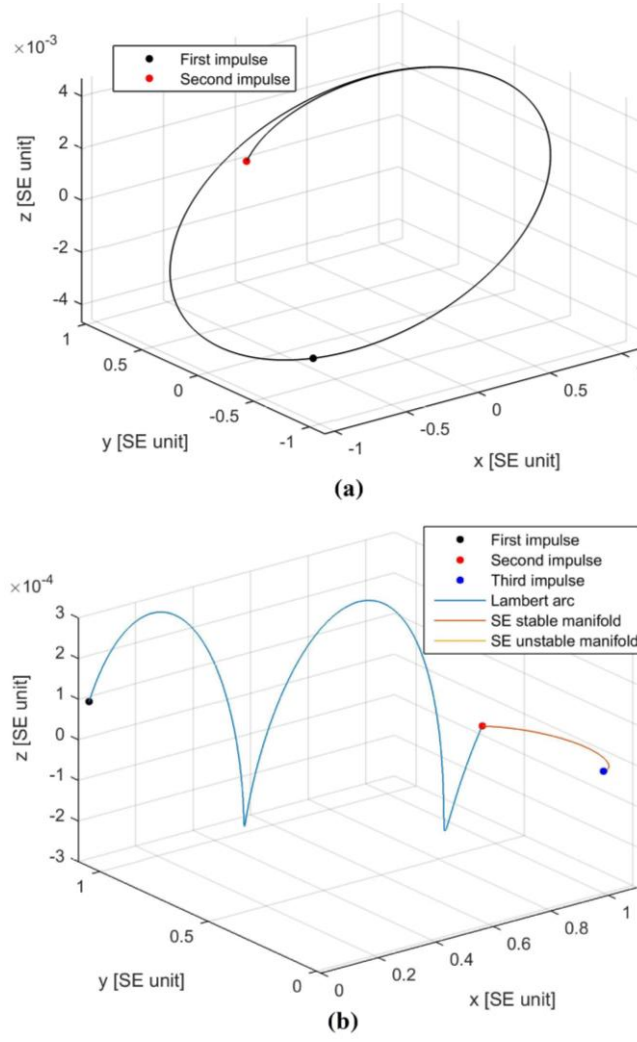 ×10⁻³
First impulse
Second impulse
4
2
0
-2
-4
z [SE unit]
1
0.5
0
-0.5
-1
y [SE unit]
-1
-0.5
0
0.5
x [SE unit]
(a)
First impulse
Second impulse
Third impulse
Lambert arc
SE stable manifold
SE unstable manifold
×10⁻⁴
3
2
1
0
-1
-2
-3
z [SE unit]
1
0.5
0
y [SE unit]
0
0.2
0.4
0.6
0.8
1
x [SE unit]
(b)